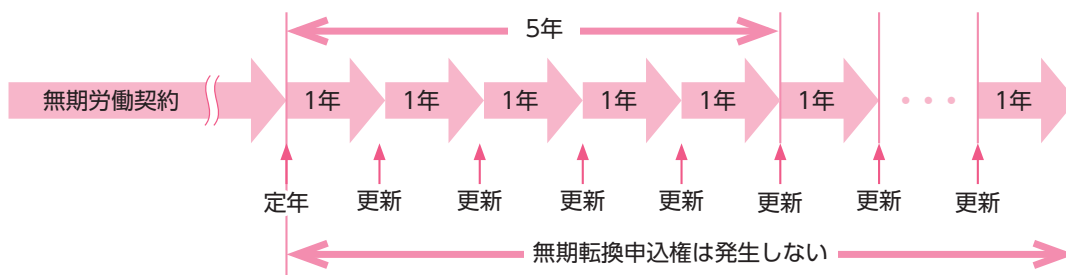 5年
無期労働契約 1年 1年 1年 1年 1年 1年 ・・・ 1年
定年 更新 更新 更新 更新 更新 更新 更新
無期転換申込権は発生しない